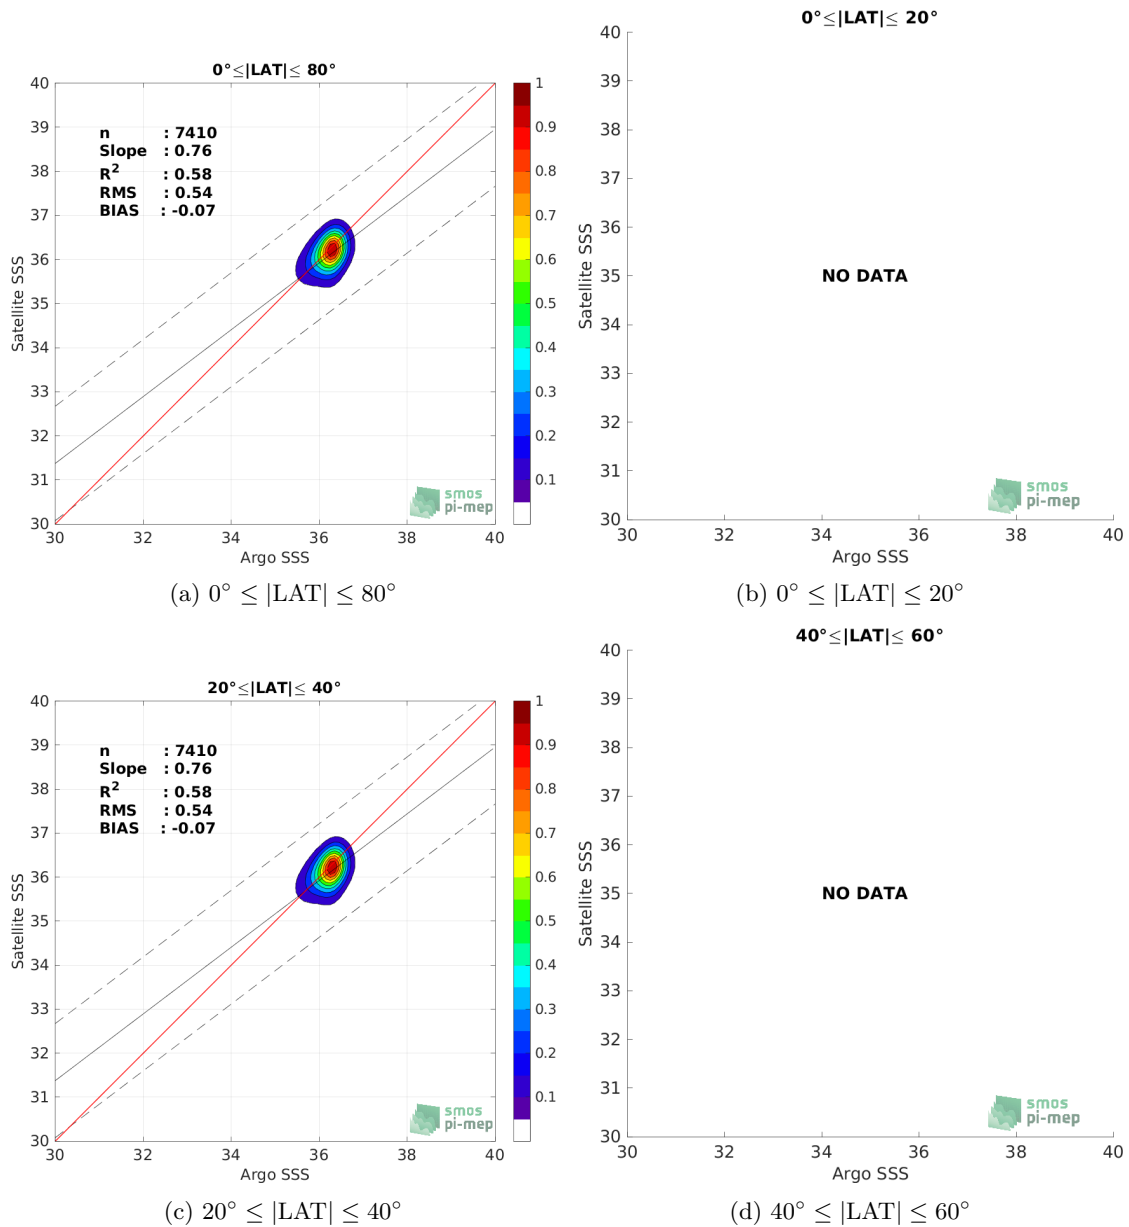 0°≤|LAT|≤ 80°
40
39
38
37
36
35
34
33
32
31
30
Satellite SSS
n : 7410
Slope : 0.76
R² : 0.58
RMS : 0.54
BIAS : -0.07
smos
pi-mep
30 32 34 36 38 40
Argo SSS
1
0.9
0.8
0.7
0.6
0.5
0.4
0.3
0.2
0.1
(a) 0° ≤ |LAT| ≤ 80°
0°≤|LAT|≤ 20°
40
39
38
37
36
35
34
33
32
31
30
Satellite SSS
NO DATA
smos
pi-mep
30 32 34 36 38 40
Argo SSS
(b) 0° ≤ |LAT| ≤ 20°
20°≤|LAT|≤ 40°
40
39
38
37
36
35
34
33
32
31
30
Satellite SSS
n : 7410
Slope : 0.76
R² : 0.58
RMS : 0.54
BIAS : -0.07
smos
pi-mep
30 32 34 36 38 40
Argo SSS
1
0.9
0.8
0.7
0.6
0.5
0.4
0.3
0.2
0.1
(c) 20° ≤ |LAT| ≤ 40°
40°≤|LAT|≤ 60°
40
39
38
37
36
35
34
33
32
31
30
Satellite SSS
NO DATA
smos
pi-mep
30 32 34 36 38 40
Argo SSS
(d) 40° ≤ |LAT| ≤ 60°